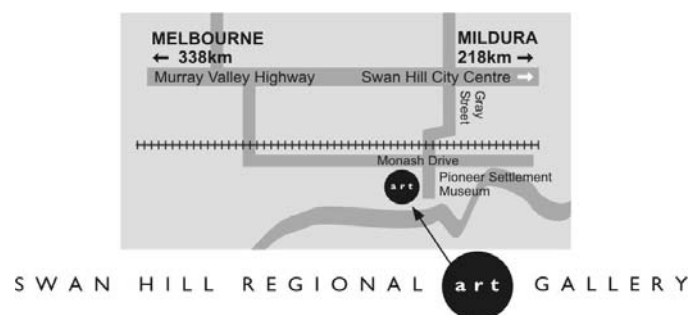 MELBOURNE
← 338km
MILDURA
218km →
Murray Valley Highway
Swan Hill City Centre →
Gray
Street
Monash Drive
art
Pioneer Settlement
Museum
SWAN HILL REGIONAL art GALLERY